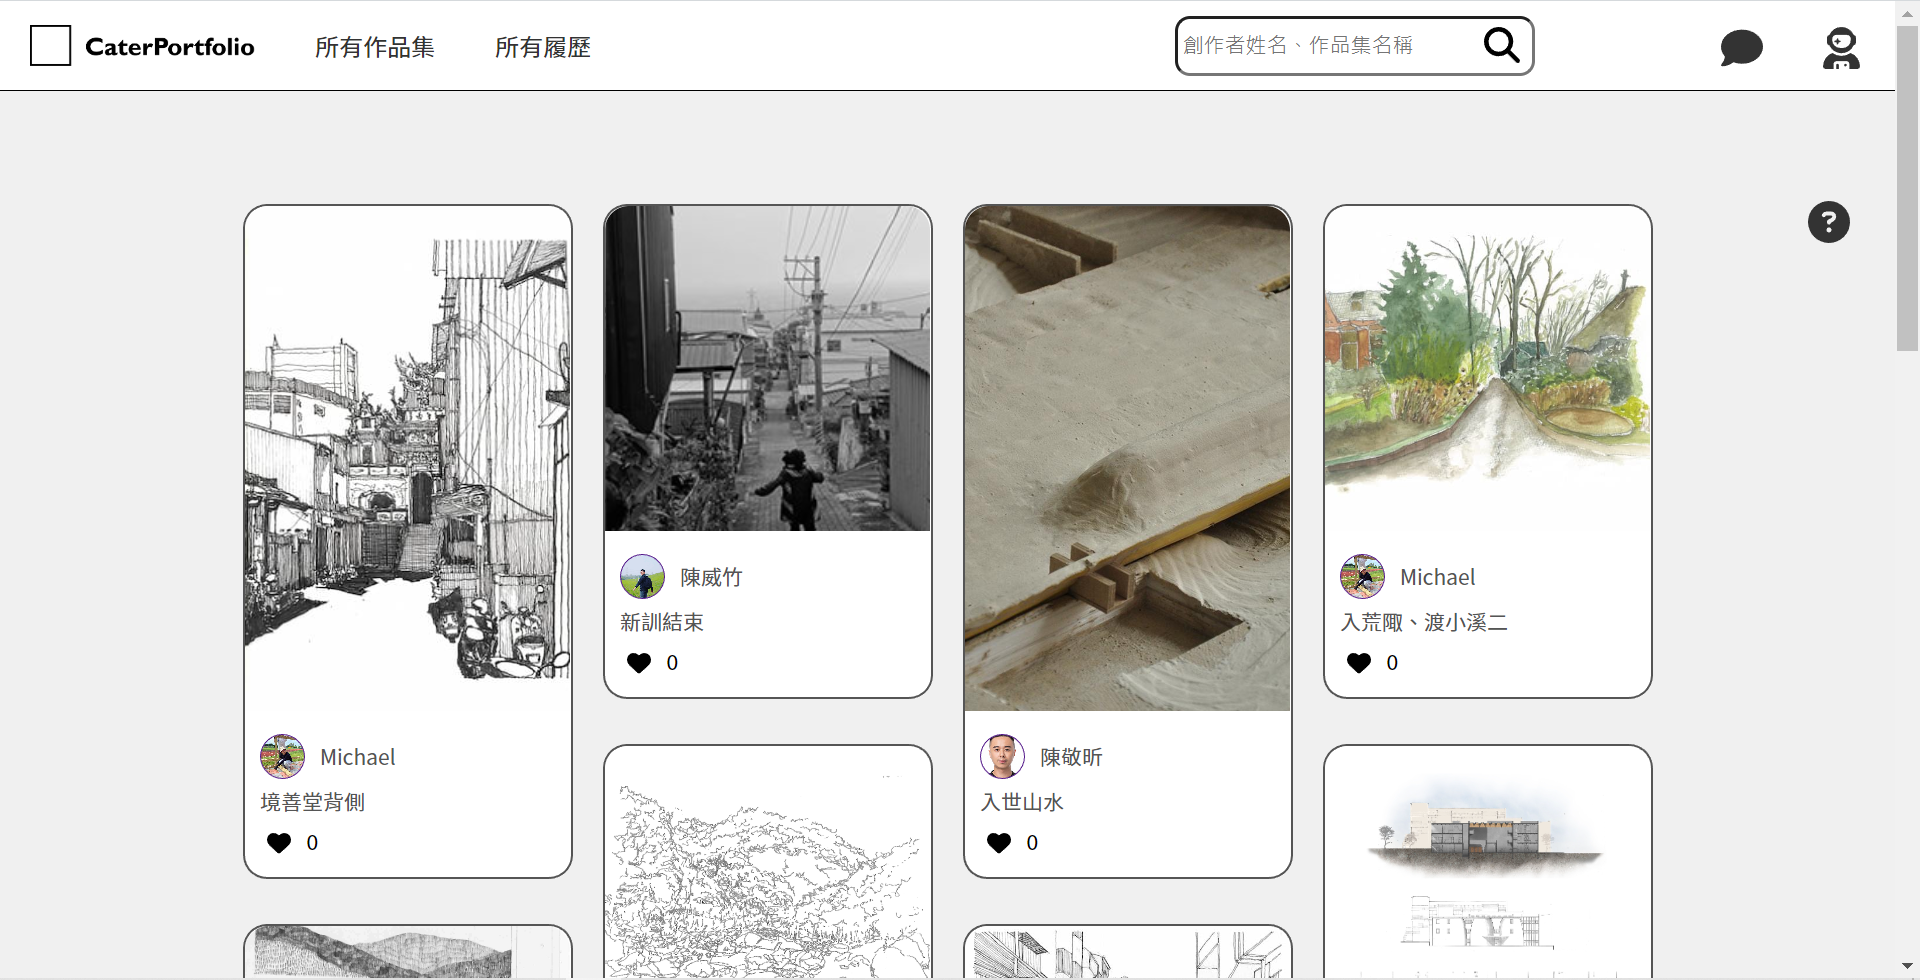 CaterPortfolio
所有作品集
所有履歷
創作者姓名、作品集名稱
?
Michael
境善堂背側
0
陳威竹
新訓結束
0
陳敬昕
入世山水
0
Michael
入荒陬、渡小溪二
0